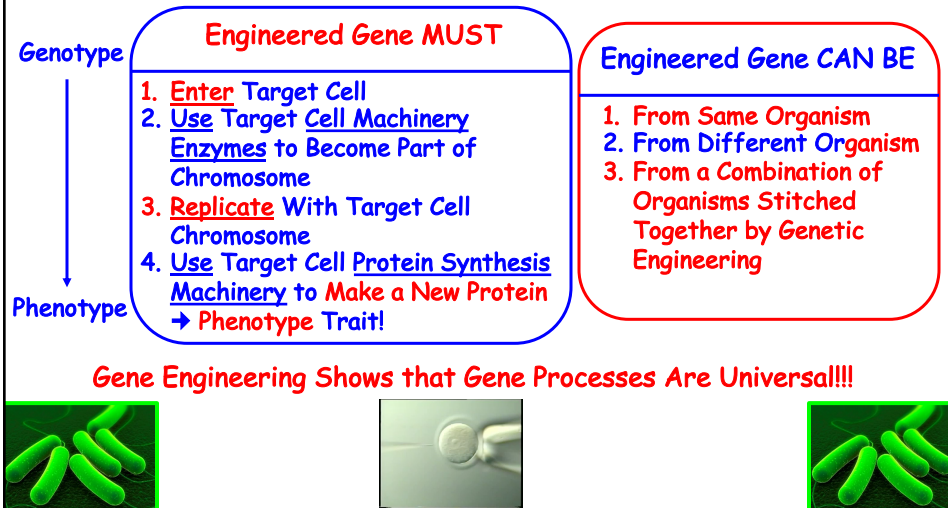 Genotype
Phenotype
Engineered Gene MUST
1. Enter Target Cell
2. Use Target Cell Machinery
Enzymes to Become Part of
Chromosome
3. Replicate With Target Cell
Chromosome
4. Use Target Cell Protein Synthesis
Machinery to Make a New Protein
➔ Phenotype Trait!
Engineered Gene CAN BE
1. From Same Organism
2. From Different Organism
3. From a Combination of
Organisms Stitched
Together by Genetic
Engineering
Gene Engineering Shows that Gene Processes Are Universal!!!